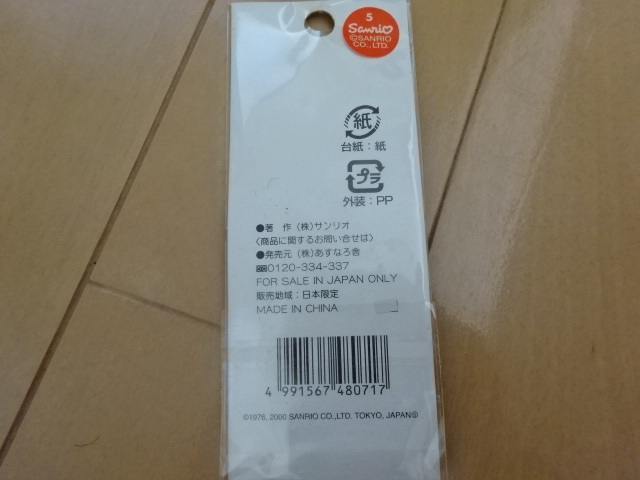 5
Sanrio
©SANRIO
CO.,LTD.
紙
台紙：紙
プラ
外装：PP
●著　作 (株)サンリオ
〈商品に関するお問い合せは〉
●発売元 (株)あすなろ舎
0120-334-337
FOR SALE IN JAPAN ONLY
販売地域：日本限定
MADE IN CHINA
4 991567 480717
©1976, 2000 SANRIO CO.,LTD. TOKYO, JAPAN®